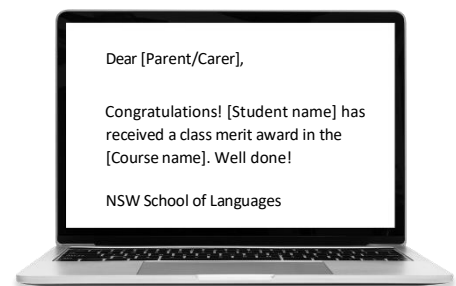 Dear [Parent/Carer],
Congratulations! [Student name] has
received a class merit award in the
[Course name]. Well done!
NSW School of Languages